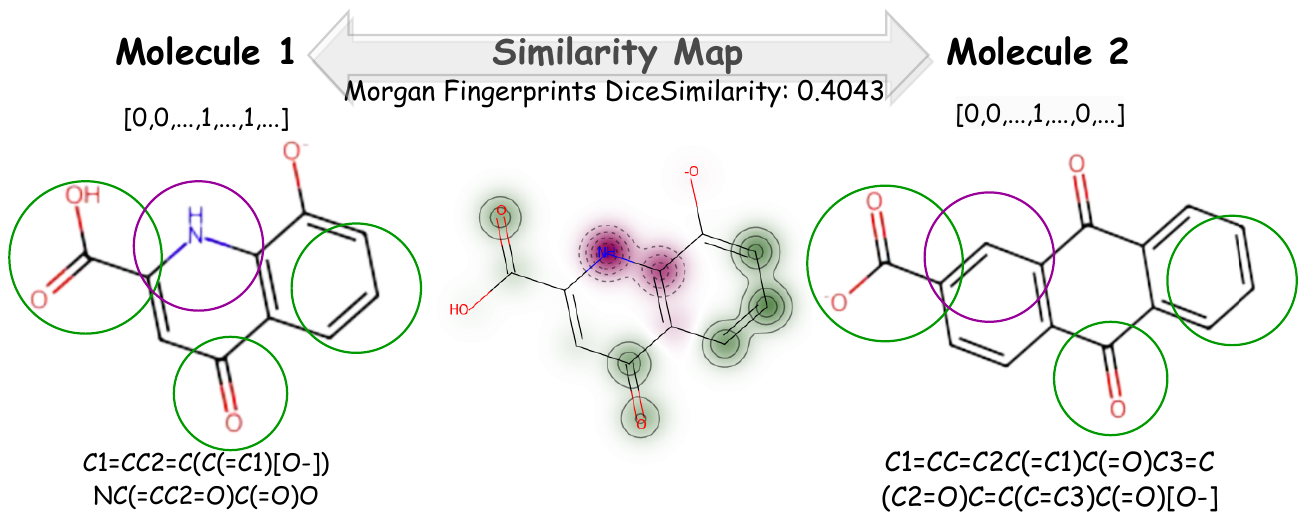 Molecule 1
Similarity Map
Molecule 2
Morgan Fingerprints DiceSimilarity: 0.4043
[0,0,...,1,...,1,...]
[0,0,...,1,...,0,...]
OH
O
H
N
O-
O
O
HO
NH
-O
O
O
-O
O
O
C1=CC2=C(C(=C1)[O-])
NC(=CC2=O)C(=O)O
C1=CC=C2C(=C1)C(=O)C3=C
(C2=O)C=C(C=C3)C(=O)[O-]